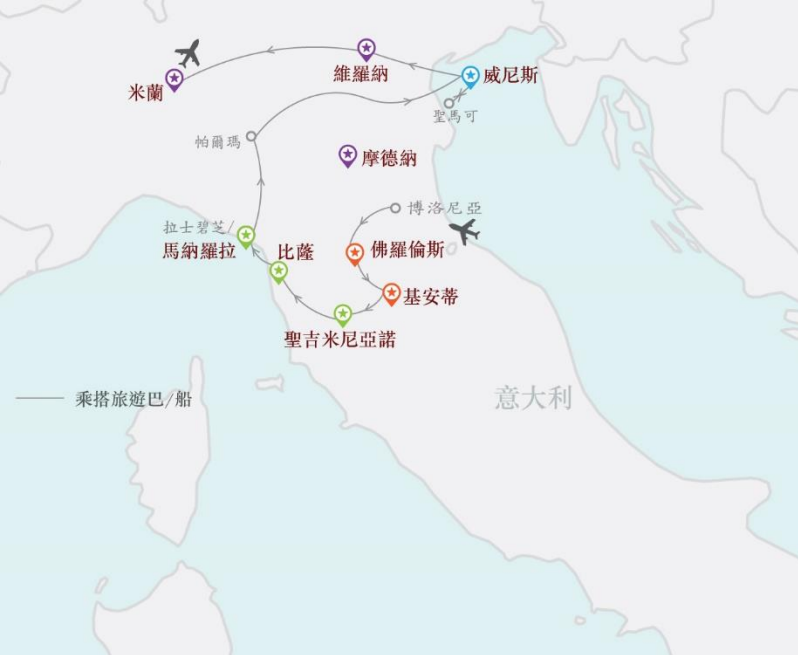 維羅納
威尼斯
米蘭
聖馬可
帕爾瑪
摩德納
博洛尼亞
拉士碧芝/
馬納羅拉
比薩
佛羅倫斯
基安蒂
聖吉米尼亞諾
乘搭旅遊巴/船
意大利